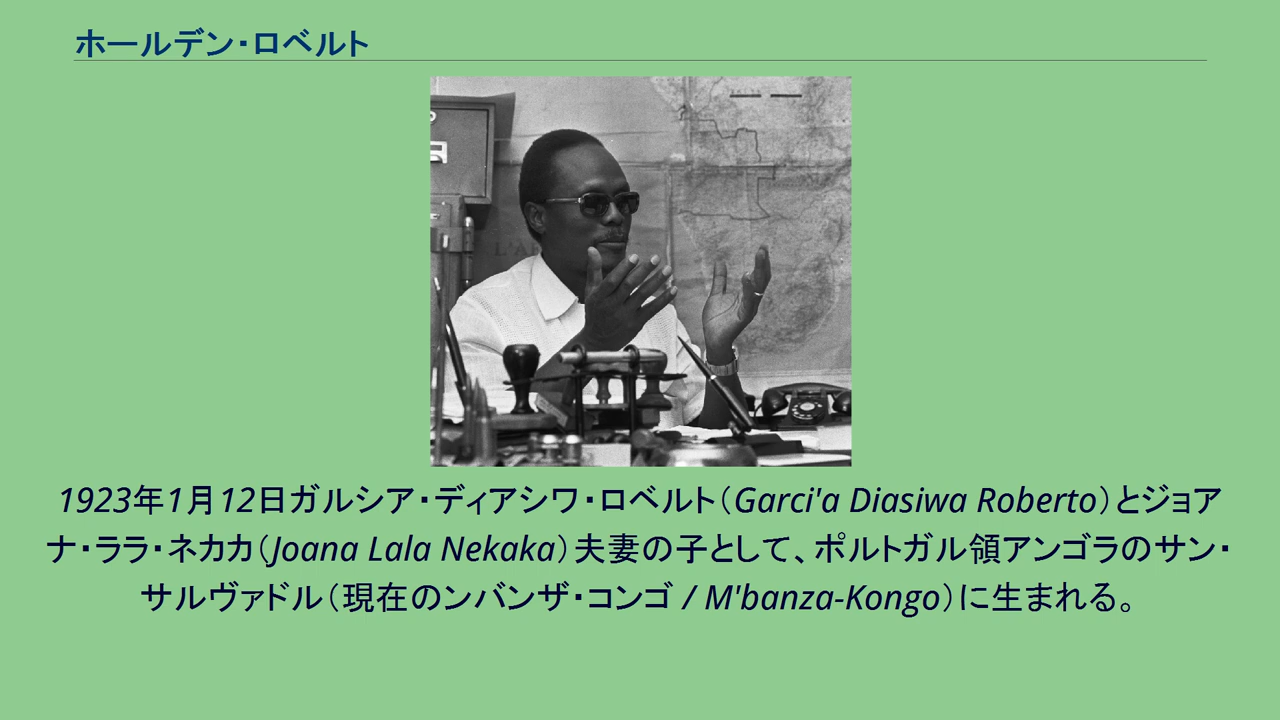 ホールデン・ロベルト
L'A
1923年1月12日ガルシア・ディアシワ・ロベルト（Garci'a Diasiwa Roberto）とジョア
ナ・ララ・ネカカ（Joana Lala Nekaka）夫妻の子として、ポルトガル領アンゴラのサン・
サルヴァドル（現在のンバンザ・コンゴ / M'banza-Kongo）に生まれる。